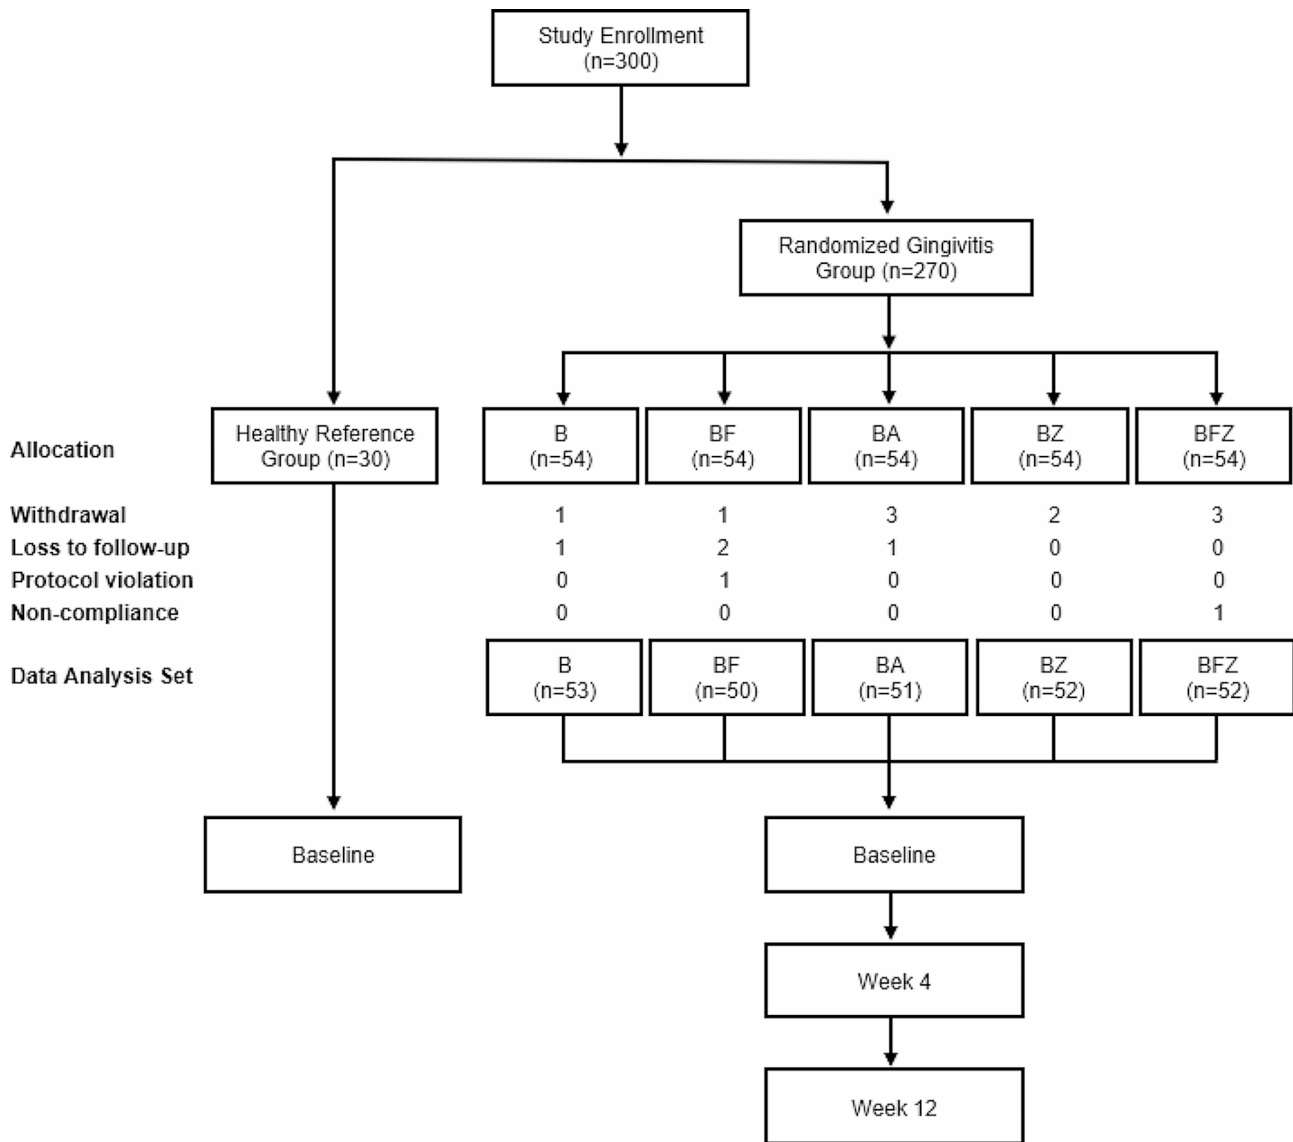 Study Enrollment
(n=300)
Randomized Gingivitis
Group (n=270)
Allocation
Healthy Reference
Group (n=30)
B
(n=54)
BF
(n=54)
BA
(n=54)
BZ
(n=54)
BFZ
(n=54)
Withdrawal 1 1 3 2 3
Loss to follow-up 1 2 1 0 0
Protocol violation 0 1 0 0 0
Non-compliance 0 0 0 0 1
Data Analysis Set
B
(n=53)
BF
(n=50)
BA
(n=51)
BZ
(n=52)
BFZ
(n=52)
Baseline
Baseline
Week 4
Week 12